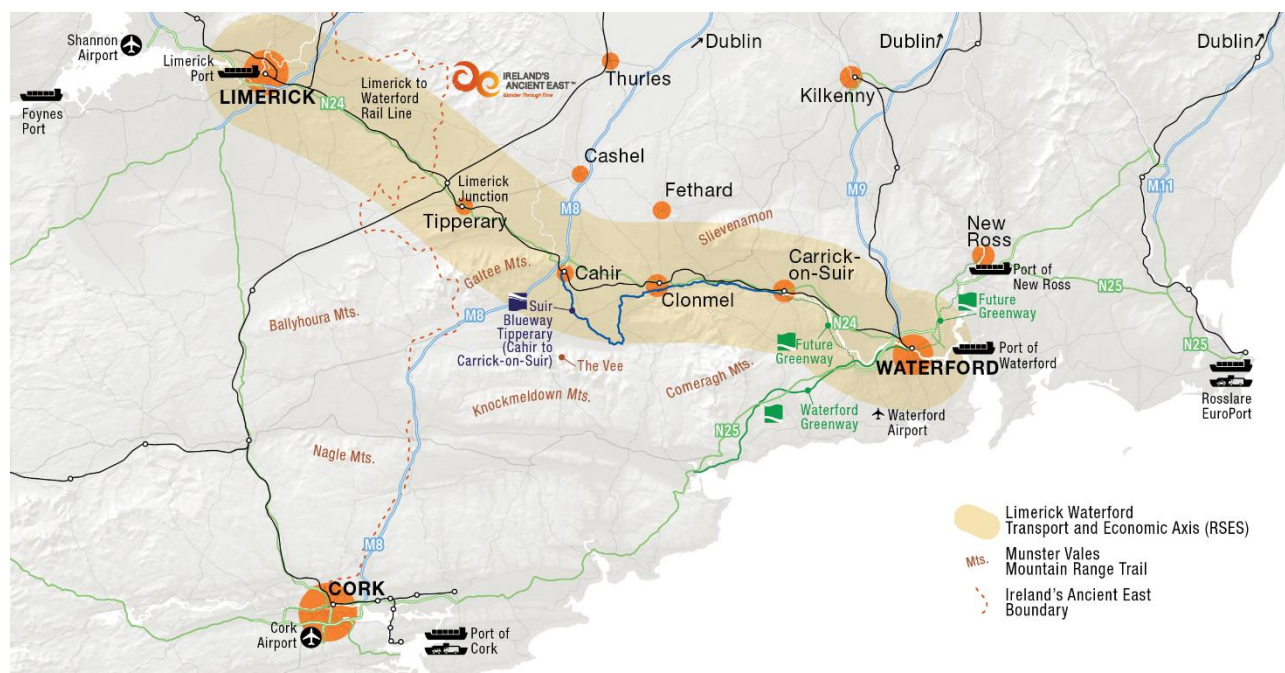 Shannon
Airport
Limerick
Port
LIMERICK
Foynes
Port
N24
Limerick to
Waterford
Rail Line
IRELAND'S
ANCIENT EAST™
Wander Through Time
Thurles
Dublin
Dublin
Dublin
Kilkenny
Cashel
Fethard
Limerick
Junction
Tipperary
M8
M9
M11
Slievenamon
New
Ross
Port of
New Ross
Carrick-
on-Suir
Galtee Mts.
Cahir
Clonmel
N25
Future
Greenway
Ballyhoura Mts.
M8
Suir
Blueway
Tipperary
(Cahir to
Carrick-on-Suir)
N24
Future
Greenway
Port of
Waterford
WATERFORD
N25
Rosslare
EuroPort
The Vee
Comeragh Mts.
Knockmeldown Mts.
Waterford
Greenway
Waterford
Airport
N25
Nagle Mts.
M8
CORK
Cork
Airport
Port of
Cork
Limerick Waterford
Transport and Economic Axis (RSES)
Mts.
Munster Vales
Mountain Range Trail
Ireland's Ancient East
Boundary